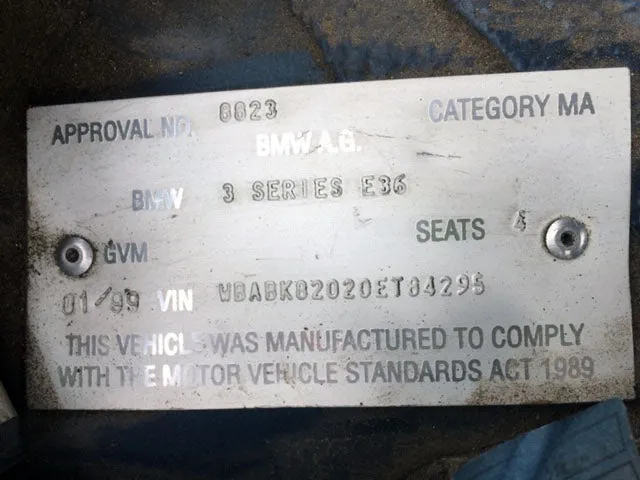 APPROVAL NO. 8823 CATEGORY MA
BMW A.G.
BMW 3 SERIES E36
GVM SEATS 4
01/99 VIN WBABK82020ET84295
THIS VEHICLE WAS MANUFACTURED TO COMPLY
WITH THE MOTOR VEHICLE STANDARDS ACT 1989